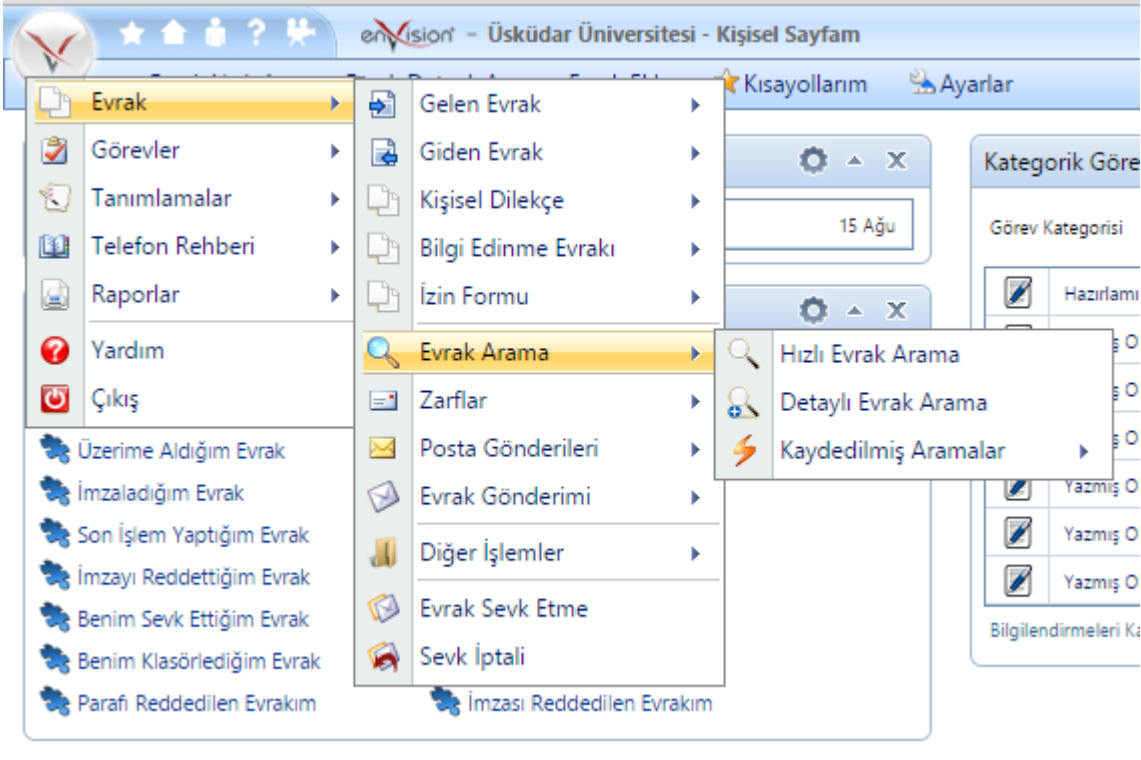 enVision - Üsküdar Üniversitesi - Kişisel Sayfam
Kısayollarım
Ayarlar
Evrak
Görevler
Tanımlamalar
Telefon Rehberi
Raporlar
Yardım
Çıkış
Gelen Evrak
Giden Evrak
Kişisel Dilekçe
Bilgi Edinme Evrakı
İzin Formu
Evrak Arama
Zarflar
Posta Gönderileri
Evrak Gönderimi
Diğer İşlemler
Evrak Sevk Etme
Sevk İptali
Hızlı Evrak Arama
Detaylı Evrak Arama
Kaydedilmiş Aramalar
15 Ağu
Kategorik Göre
Görev Kategorisi
Hazırlamı
ş O
ş O
ş O
Yazmış O
Yazmış O
Yazmış O
Bilgilendirmeleri Ka
Üzerime Aldığım Evrak
İmzaladığım Evrak
Son İşlem Yaptığım Evrak
İmzayı Reddettiğim Evrak
Benim Sevk Ettiğim Evrak
Benim Klasörlediğim Evrak
Parafı Reddedilen Evrakım
İmzası Reddedilen Evrakım